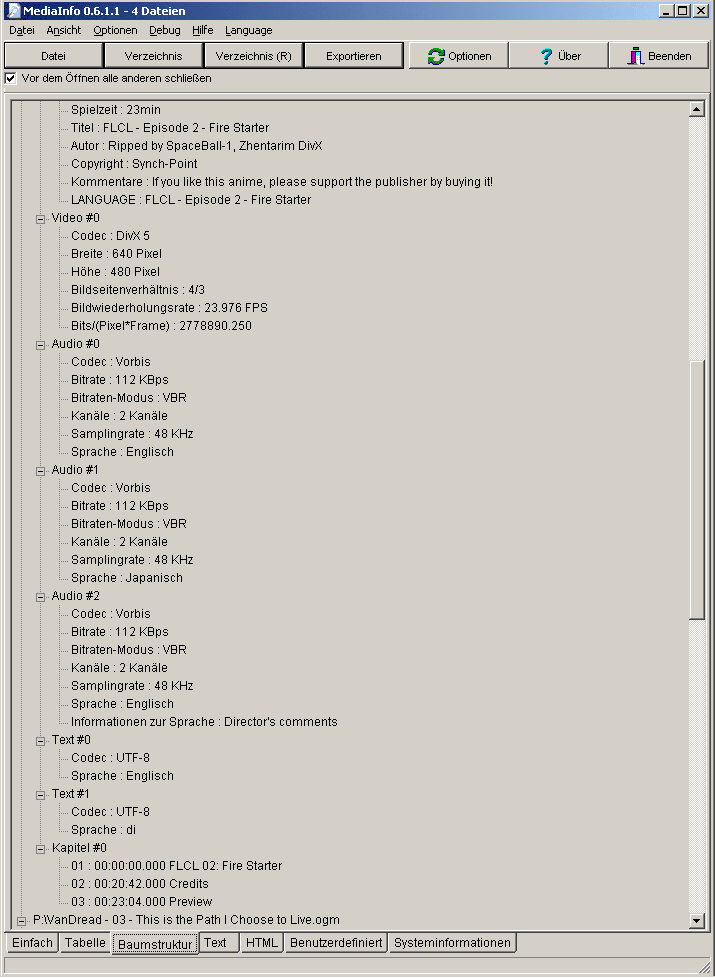 MediaInfo 0.6.1.1 - 4 Dateien
Datei Ansicht Optionen Debug Hilfe Language
Datei Verzeichnis Verzeichnis (R) Exportieren Optionen ? Über Beenden
Vor dem Öffnen alle anderen schließen
Spielzeit : 23min
Titel : FLCL - Episode 2 - Fire Starter
Autor : Ripped by SpaceBall-1, Zhentarim DivX
Copyright : Synch-Point
Kommentare : If you like this anime, please support the publisher by buying it!
LANGUAGE : FLCL - Episode 2 - Fire Starter
Video #0
Codec : DivX 5
Breite : 640 Pixel
Höhe : 480 Pixel
Bildseitenverhältnis : 4/3
Bildwiederholungsrate : 23.976 FPS
Bits/(Pixel*Frame) : 2778890.250
Audio #0
Codec : Vorbis
Bitrate : 112 KBps
Bitraten-Modus : VBR
Kanäle : 2 Kanäle
Samplingrate : 48 KHz
Sprache : Englisch
Audio #1
Codec : Vorbis
Bitrate : 112 KBps
Bitraten-Modus : VBR
Kanäle : 2 Kanäle
Samplingrate : 48 KHz
Sprache : Japanisch
Audio #2
Codec : Vorbis
Bitrate : 112 KBps
Bitraten-Modus : VBR
Kanäle : 2 Kanäle
Samplingrate : 48 KHz
Sprache : Englisch
Informationen zur Sprache : Director's comments
Text #0
Codec : UTF-8
Sprache : Englisch
Text #1
Codec : UTF-8
Sprache : di
Kapitel #0
01 : 00:00:00.000 FLCL 02: Fire Starter
02 : 00:20:42.000 Credits
03 : 00:23:04.000 Preview
P:\VanDread - 03 - This is the Path I Choose to Live.ogm
Einfach Tabelle Baumstruktur Text HTML Benutzerdefiniert Systeminformationen